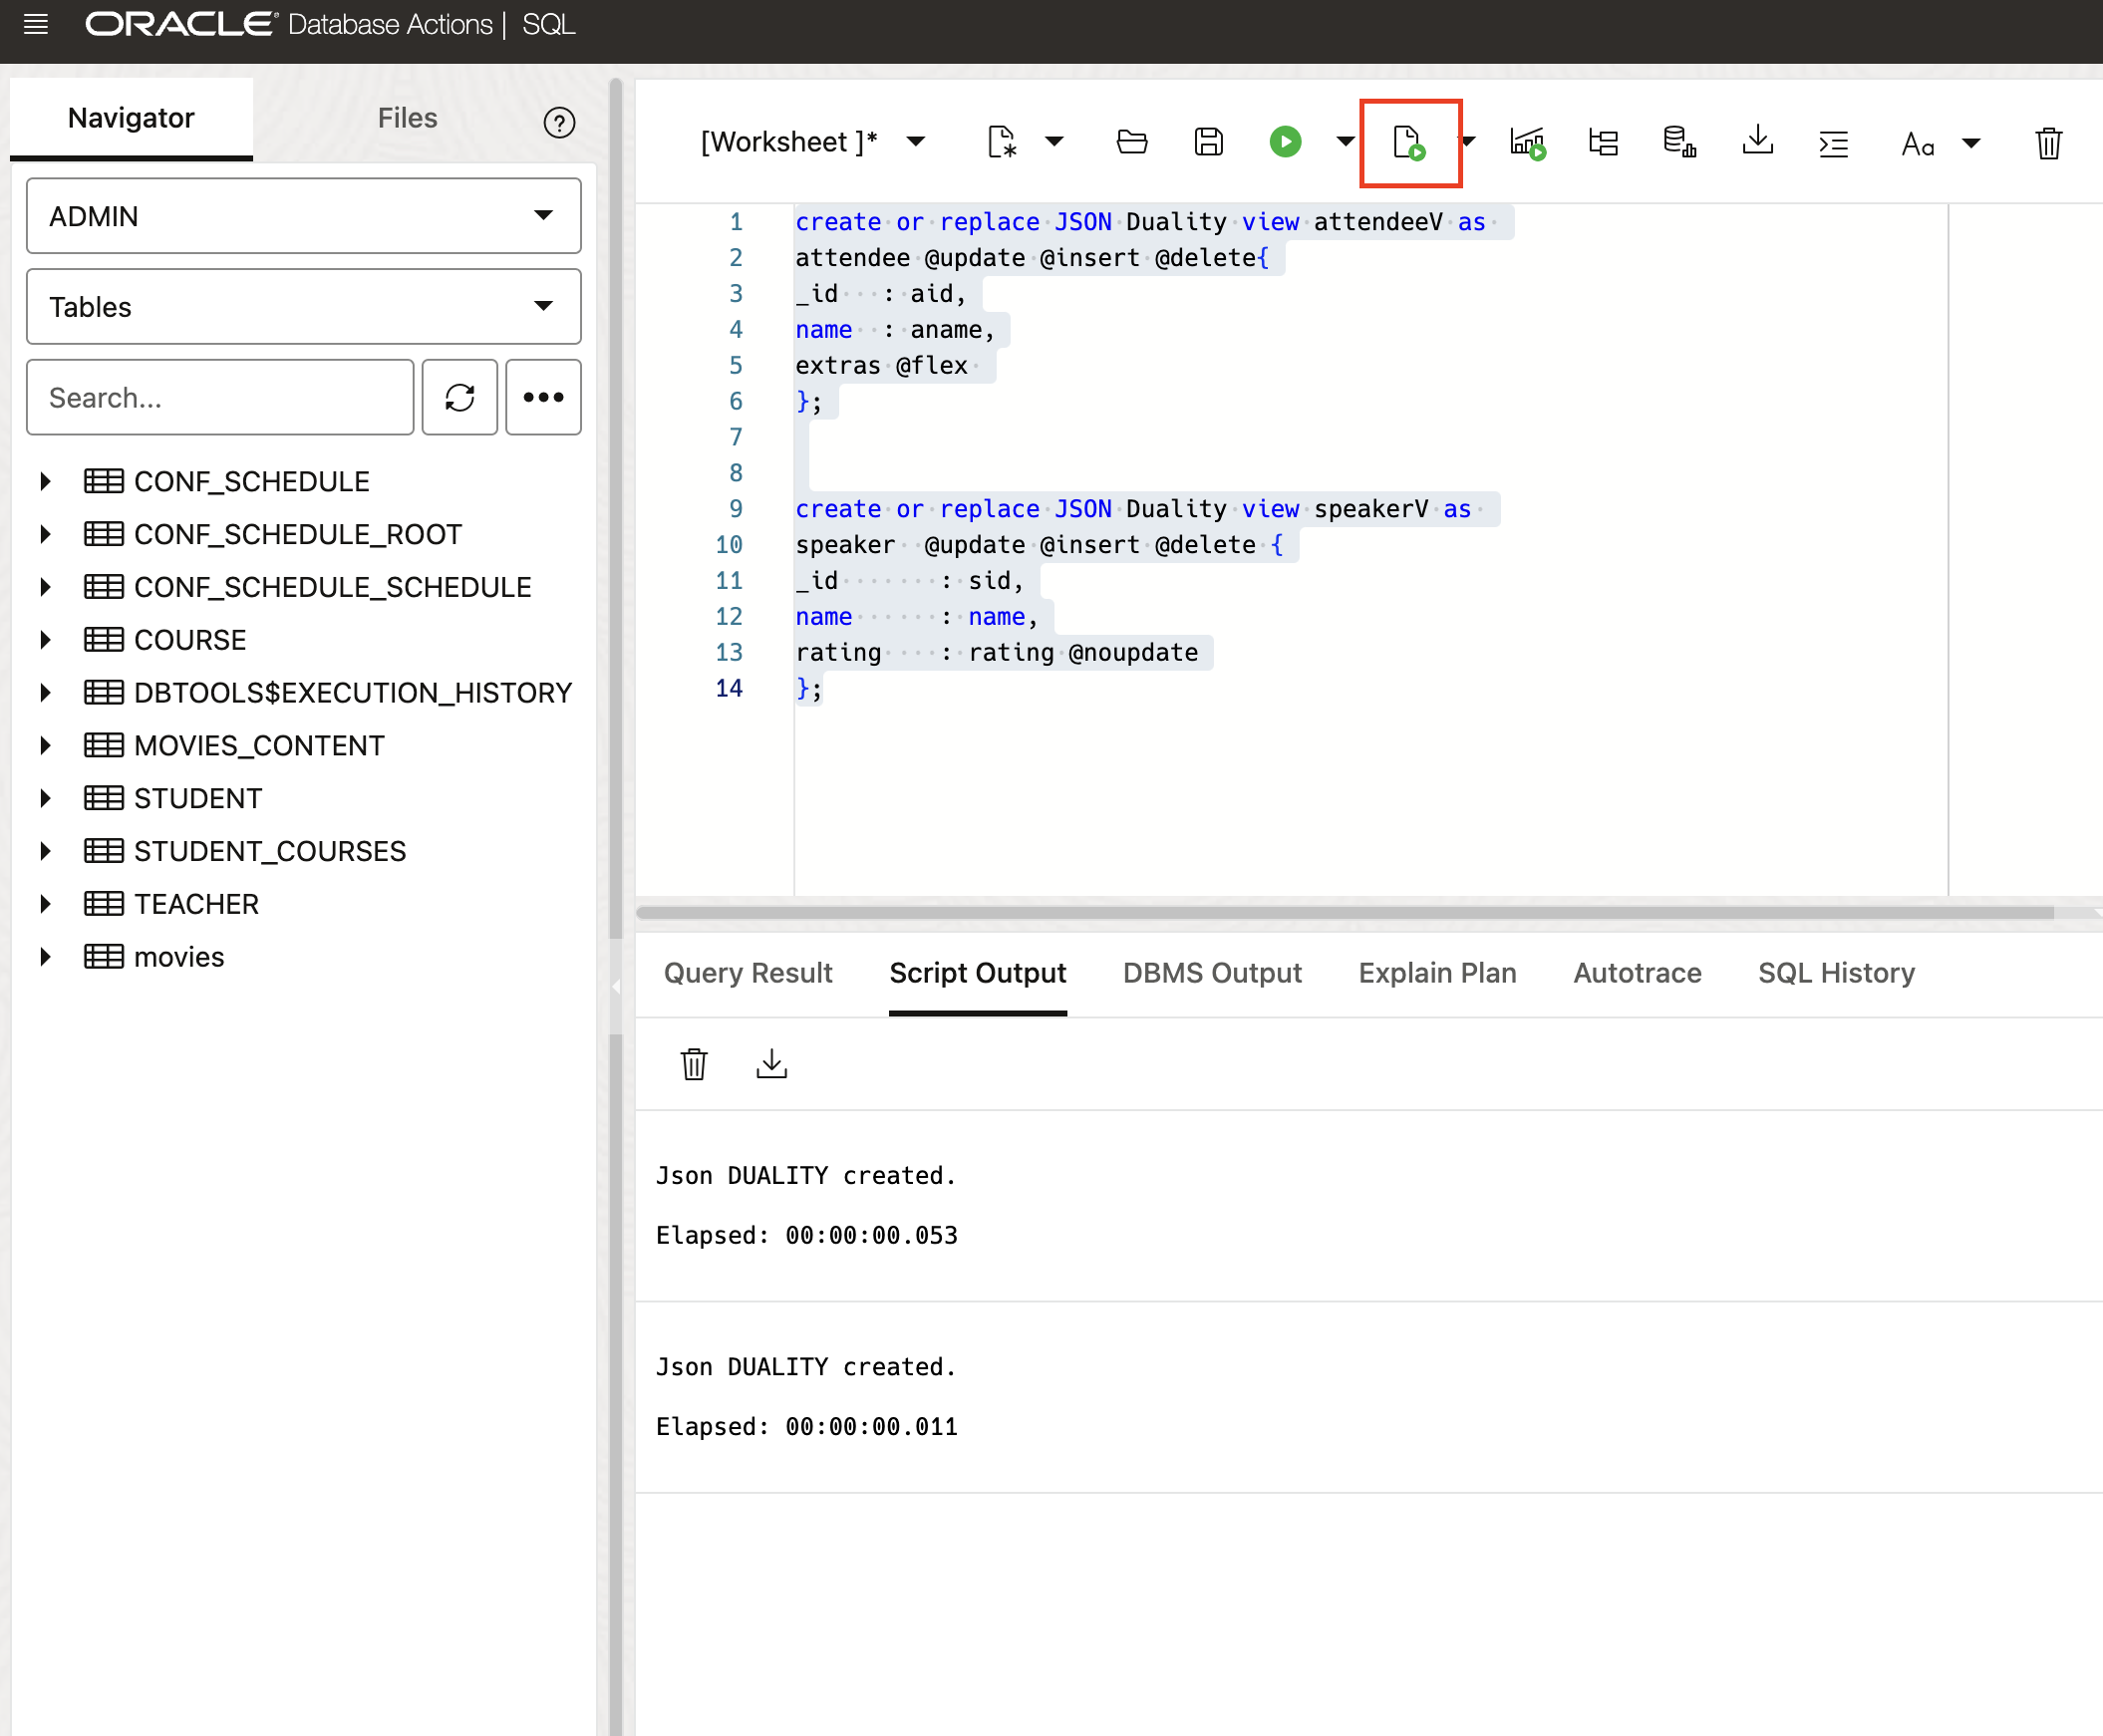 ORACLE Database Actions | SQL
Navigator
Files
?
ADMIN
Tables
Search...
CONF_SCHEDULE
CONF_SCHEDULE_ROOT
CONF_SCHEDULE_SCHEDULE
COURSE
DBTOOLS$EXECUTION_HISTORY
MOVIES_CONTENT
STUDENT
STUDENT_COURSES
TEACHER
movies
[Worksheet ]*
Aa
1 create or replace JSON Duality view attendeeV as
2 attendee @update @insert @delete{
3 _id   : aid,
4 name  : aname,
5 extras @flex
6 };
7
8
9 create or replace JSON Duality view speakerV as
10 speaker  @update @insert @delete {
11 _id       : sid,
12 name      : name,
13 rating    : rating @noupdate
14 };
Query Result
Script Output
DBMS Output
Explain Plan
Autotrace
SQL History
Json DUALITY created.
Elapsed: 00:00:00.053
Json DUALITY created.
Elapsed: 00:00:00.011